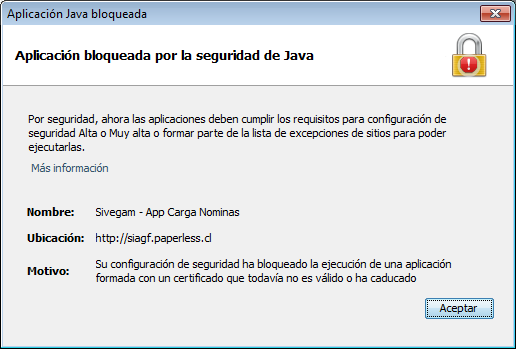 Aplicación Java bloqueada
Aplicación bloqueada por la seguridad de Java
Por seguridad, ahora las aplicaciones deben cumplir los requisitos para configuración de
seguridad Alta o Muy alta o formar parte de la lista de excepciones de sitios para poder
ejecutarlas.
Más información
Nombre: Sivegam - App Carga Nominas
Ubicación: http://siagf.paperless.cl
Motivo: Su configuración de seguridad ha bloqueado la ejecución de una aplicación
formada con un certificado que todavía no es válido o ha caducado
Aceptar